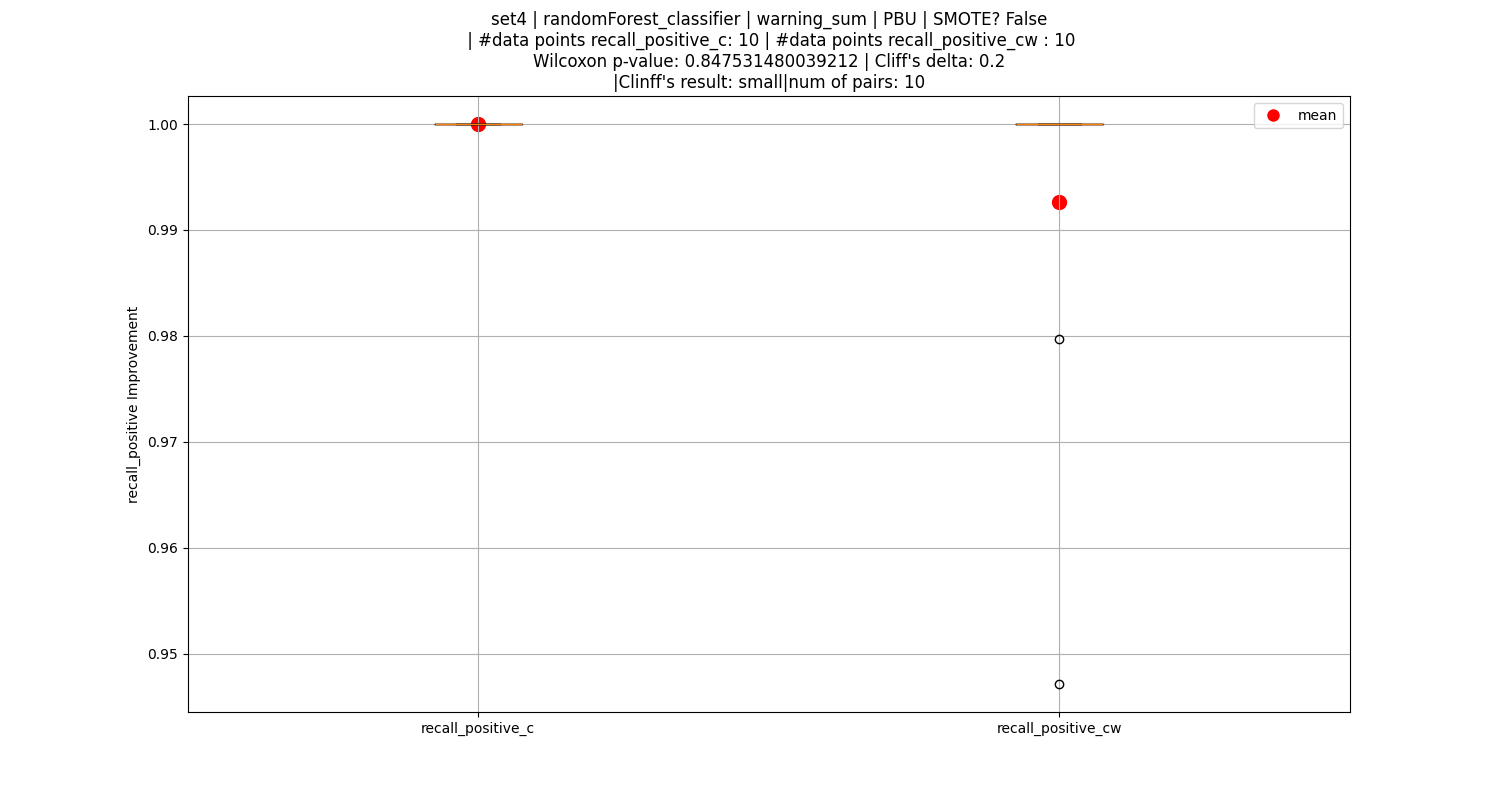 set4 | randomForest_classifier | warning_sum | PBU | SMOTE? False
| #data points recall_positive_c: 10 | #data points recall_positive_cw : 10
Wilcoxon p-value: 0.847531480039212 | Cliff's delta: 0.2
|Clinff's result: small|num of pairs: 10
mean
1.00
0.99
0.98
0.97
0.96
0.95
recall_positive Improvement
recall_positive_c
recall_positive_cw